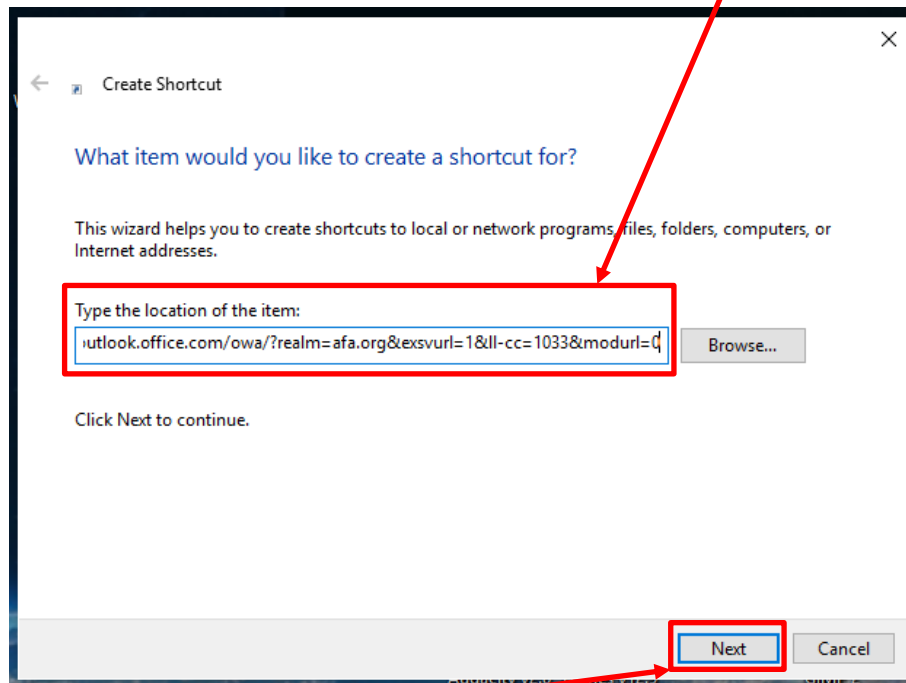 Create Shortcut
What item would you like to create a shortcut for?
This wizard helps you to create shortcuts to local or network programs, files, folders, computers, or
Internet addresses.
Type the location of the item:
utlook.office.com/owa/?realm=afa.org&exsvurl=1&ll-cc=1033&modurl=0
Browse...
Click Next to continue.
Next
Cancel